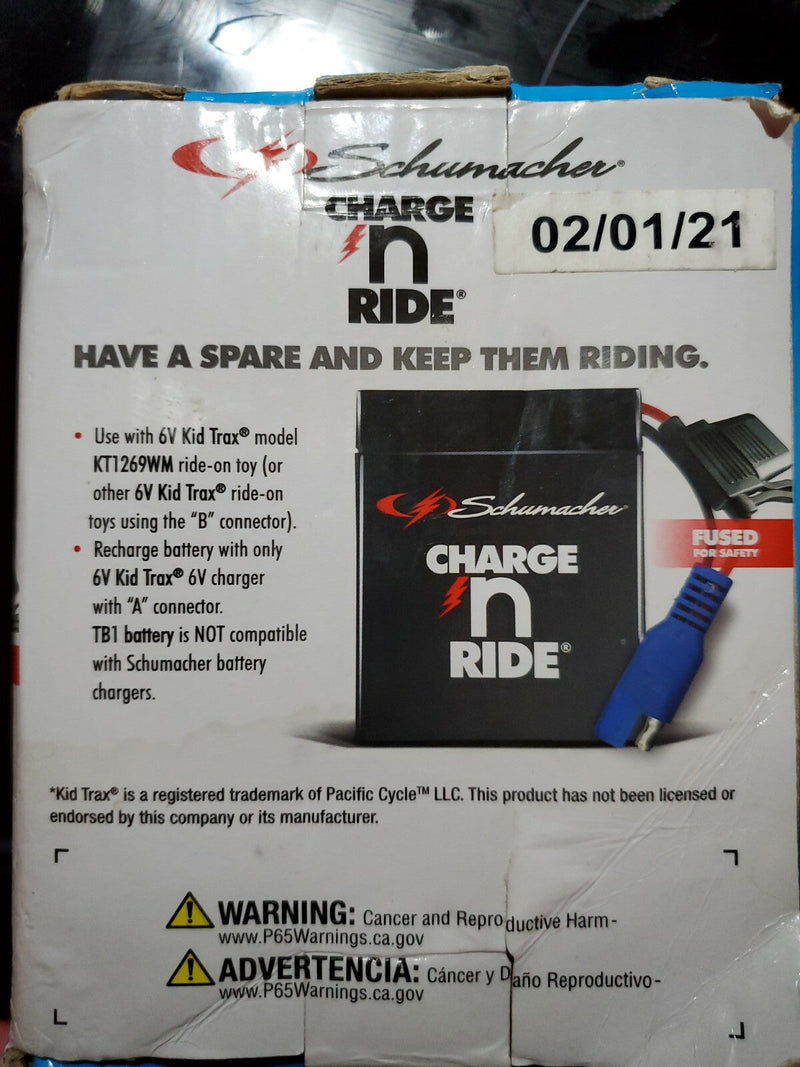 Schumacher®
CHARGE
'n
RIDE®
02/01/21
HAVE A SPARE AND KEEP THEM RIDING.
• Use with 6V Kid Trax® model
KT1269WM ride-on toy (or
other 6V Kid Trax® ride-on
toys using the “B” connector).
• Recharge battery with only
6V Kid Trax® 6V charger
with “A” connector.
TB1 battery is NOT compatible
with Schumacher battery
chargers.
Schumacher®
CHARGE
'n
RIDE®
FUSED
FOR SAFETY
*Kid Trax® is a registered trademark of Pacific Cycle™ LLC. This product has not been licensed or
endorsed by this company or its manufacturer.
WARNING: Cancer and Reproductive Harm-
www.P65Warnings.ca.gov
ADVERTENCIA: Cáncer y Daño Reproductivo-
www.P65Warnings.ca.gov